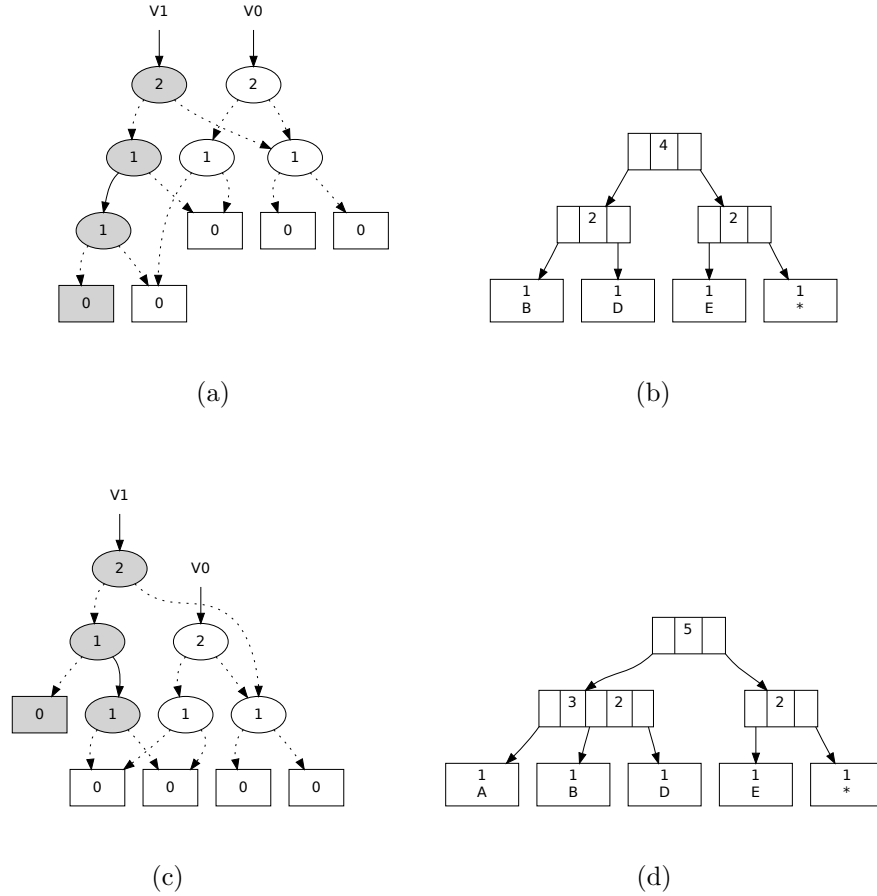 V1 V0
2 2
4
1 1 1
2 2
1 0 0 0
0 0
1 1 1 1
B D E *
(a) (b)
V1
2 V0
5
1 2
3 2 2
0 1 1 1
0 0 0 0
1 1 1 1 1
A B D E *
(c) (d)